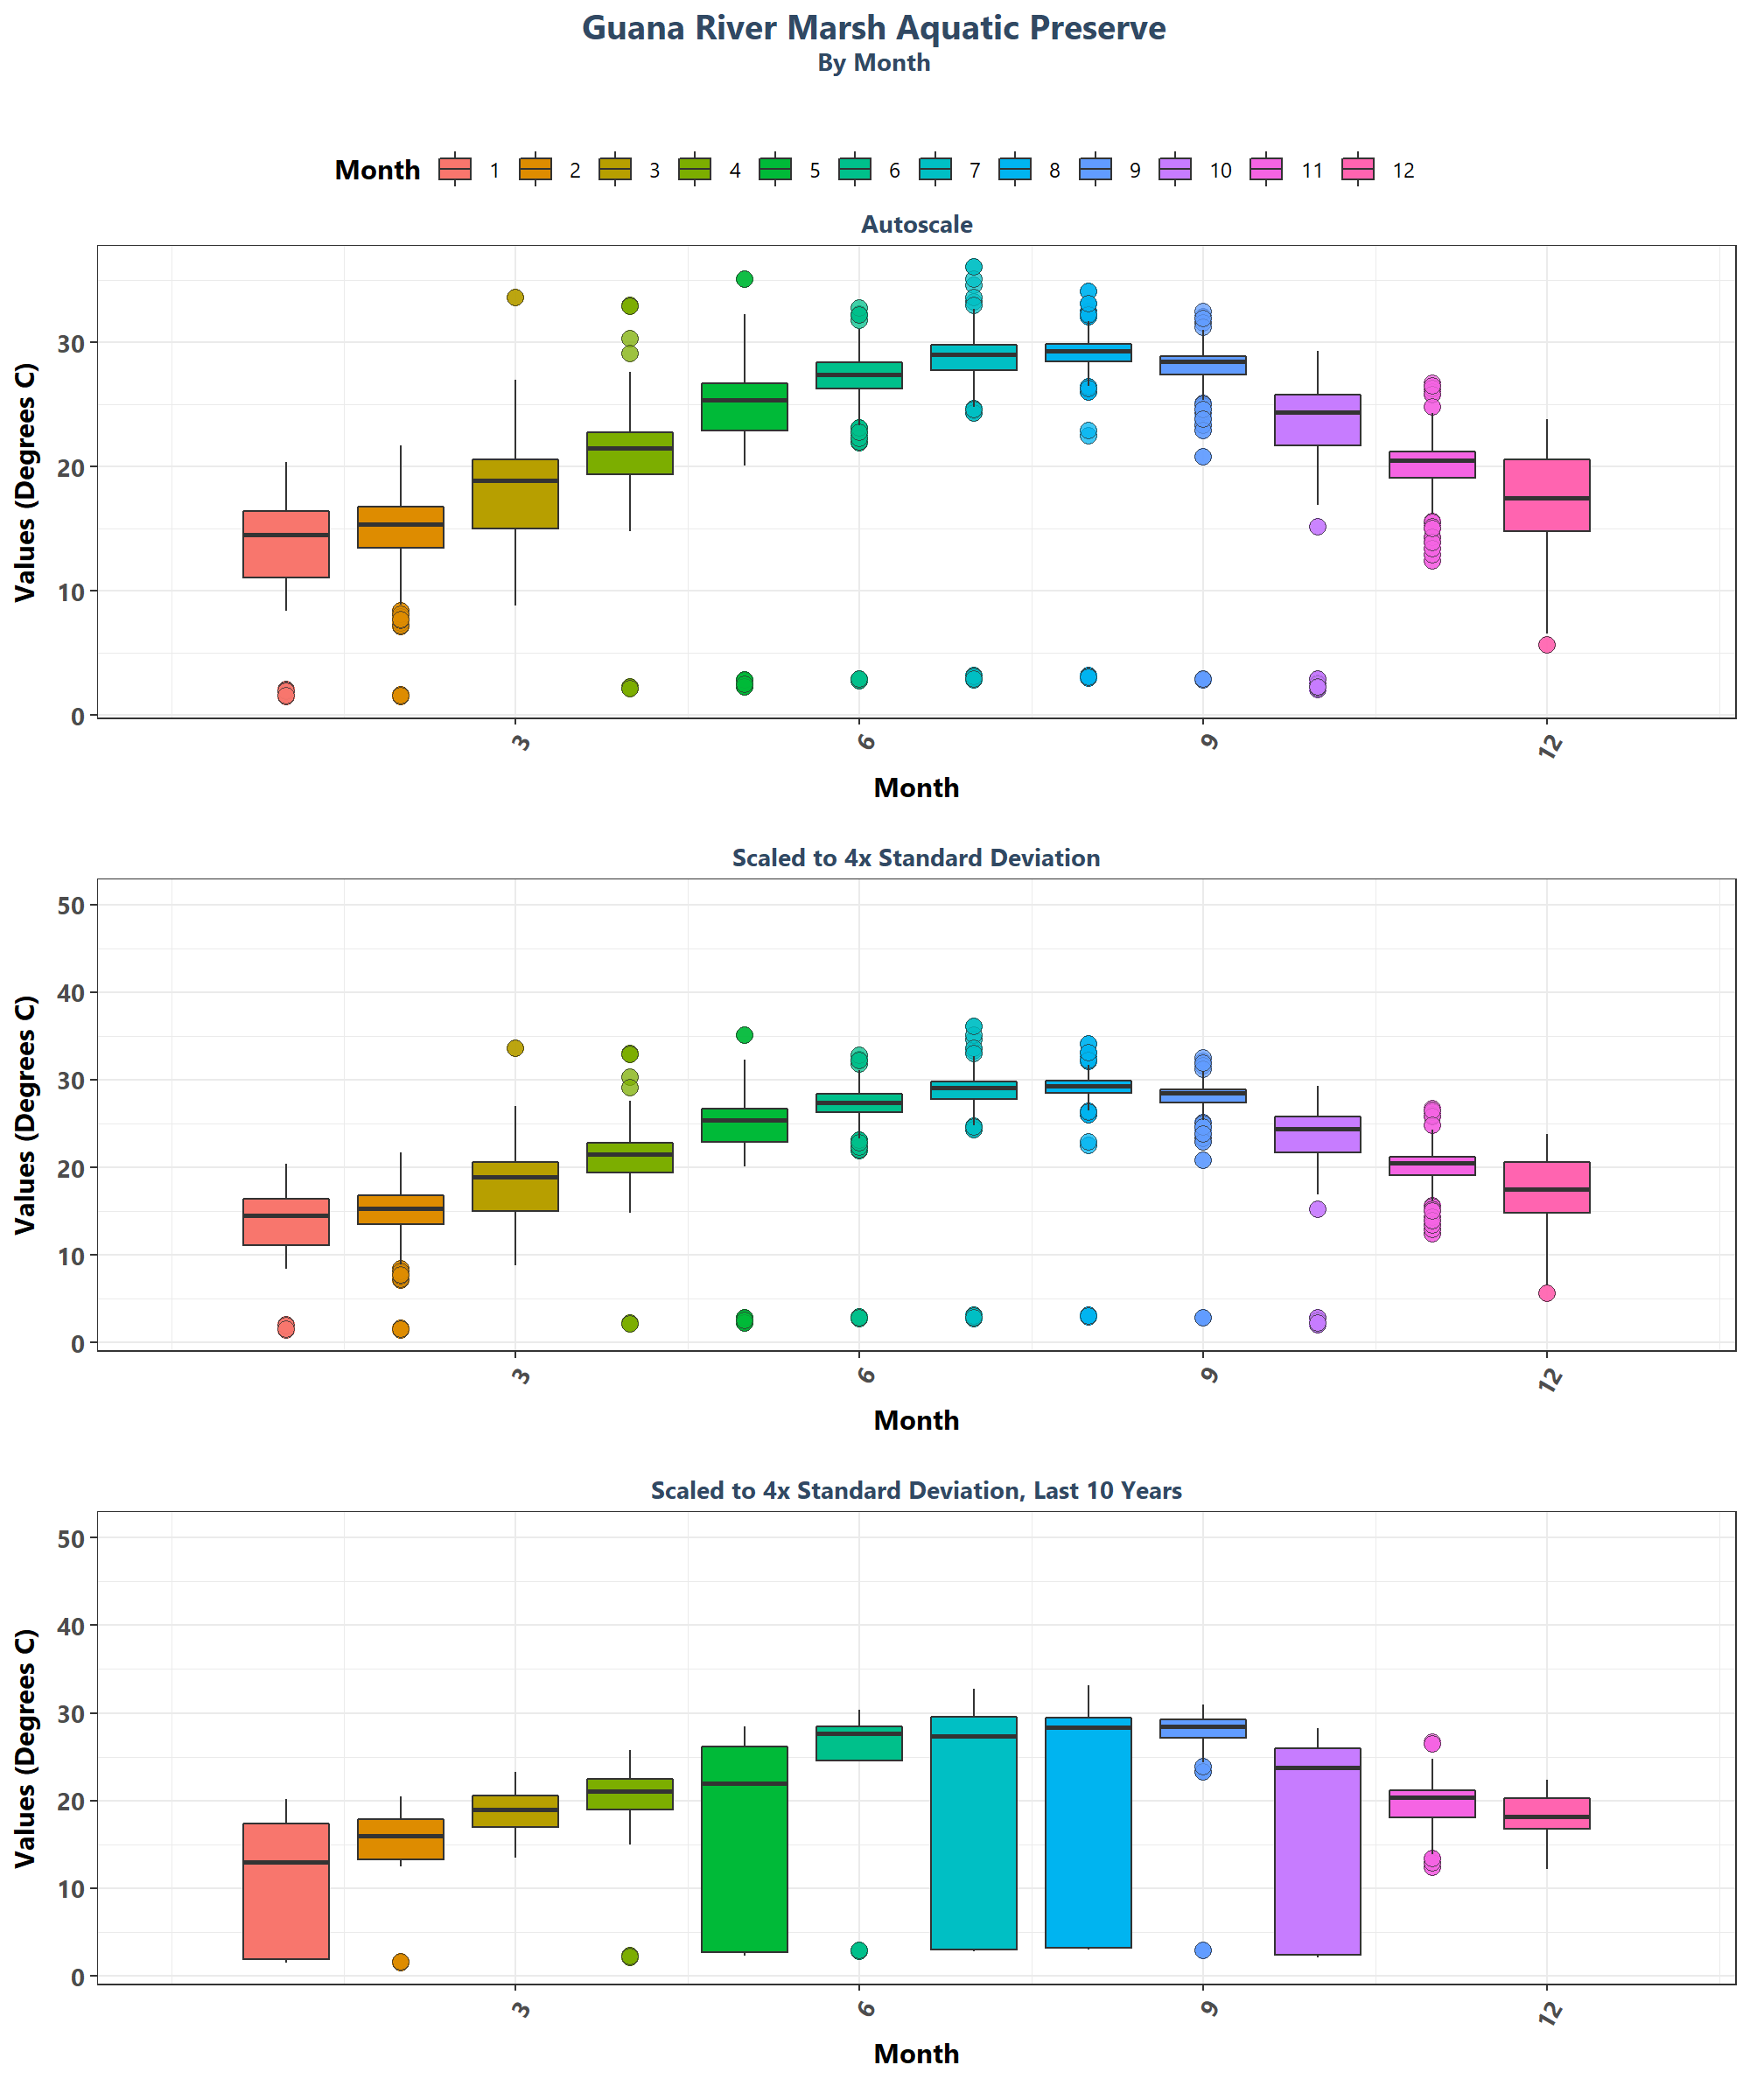 Guana River Marsh Aquatic Preserve
By Month
Month 1 2 3 4 5 6 7 8 9 10 11 12
Autoscale
Values (Degrees C)
30
20
10
0
3 6 9 12
Month
Scaled to 4x Standard Deviation
Values (Degrees C)
50
40
30
20
10
0
3 6 9 12
Month
Scaled to 4x Standard Deviation, Last 10 Years
Values (Degrees C)
50
40
30
20
10
0
3 6 9 12
Month